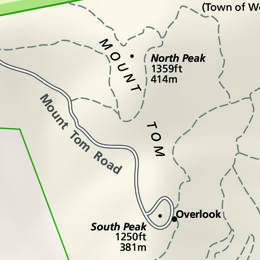 (Town of We
North Peak
1359ft
414m
MOUNT TOM
Mount Tom Road
South Peak
1250ft
381m
Overlook